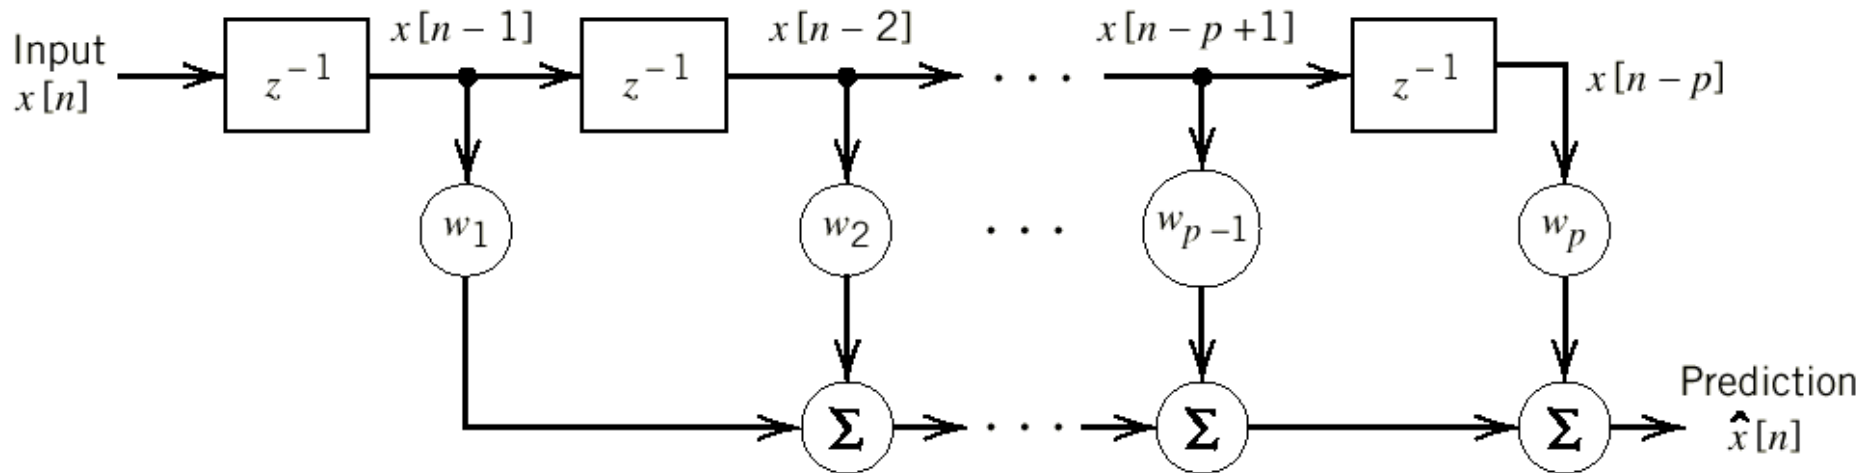 Input
x[n]
z⁻¹
x[n – 1]
z⁻¹
x[n – 2]
· · ·
x[n – p +1]
z⁻¹
x[n – p]
w₁
w₂
· · ·
wₚ ₋₁
wₚ
Σ
· · ·
Σ
Σ
Prediction
x̂[n]